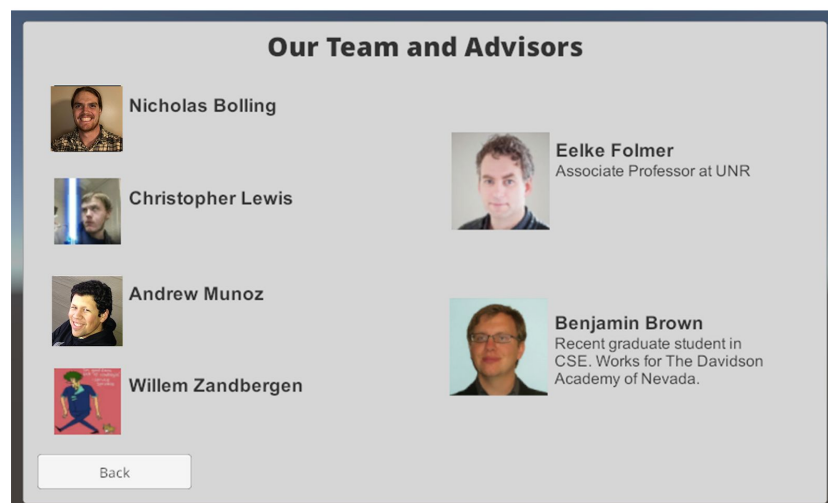 Our Team and Advisors
Nicholas Bolling
Christopher Lewis
Andrew Munoz
Willem Zandbergen
Eelke Folmer
Associate Professor at UNR
Benjamin Brown
Recent graduate student in
CSE. Works for The Davidson
Academy of Nevada.
Back